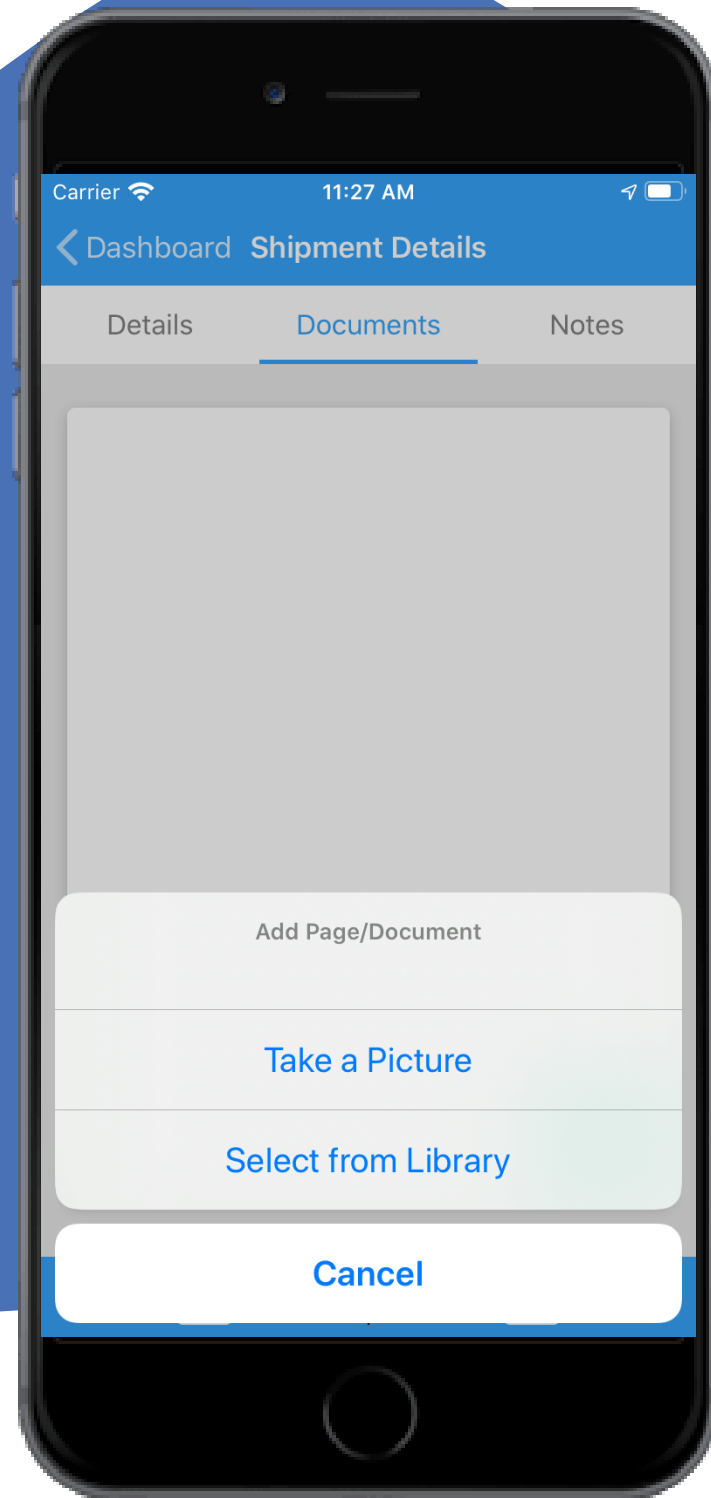 Carrier 11:27 AM
Dashboard Shipment Details
Details Documents Notes
Add Page/Document
Take a Picture
Select from Library
Cancel